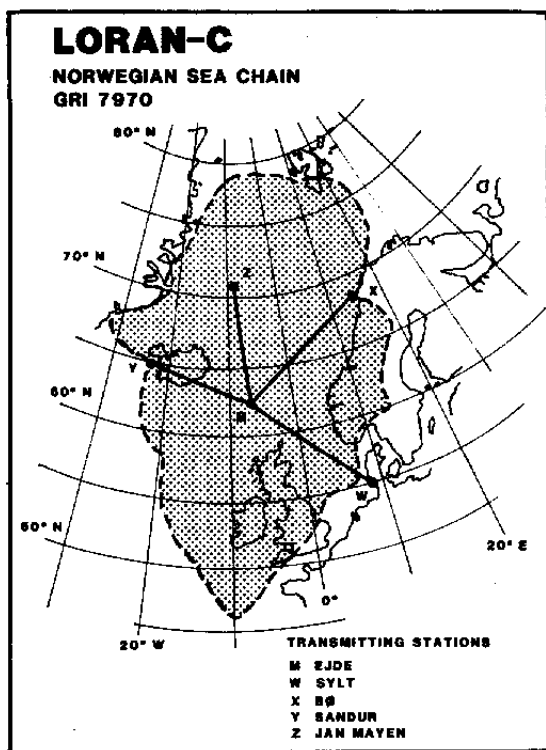 LORAN-C
NORWEGIAN SEA CHAIN
GRI 7970
80° N
70° N
Z
X
Y
60° N
M
W
50° N
20° E
0°
20° W
TRANSMITTING STATIONS
M EJDE
W SYLT
X BØ
Y SANDUR
Z JAN MAYEN